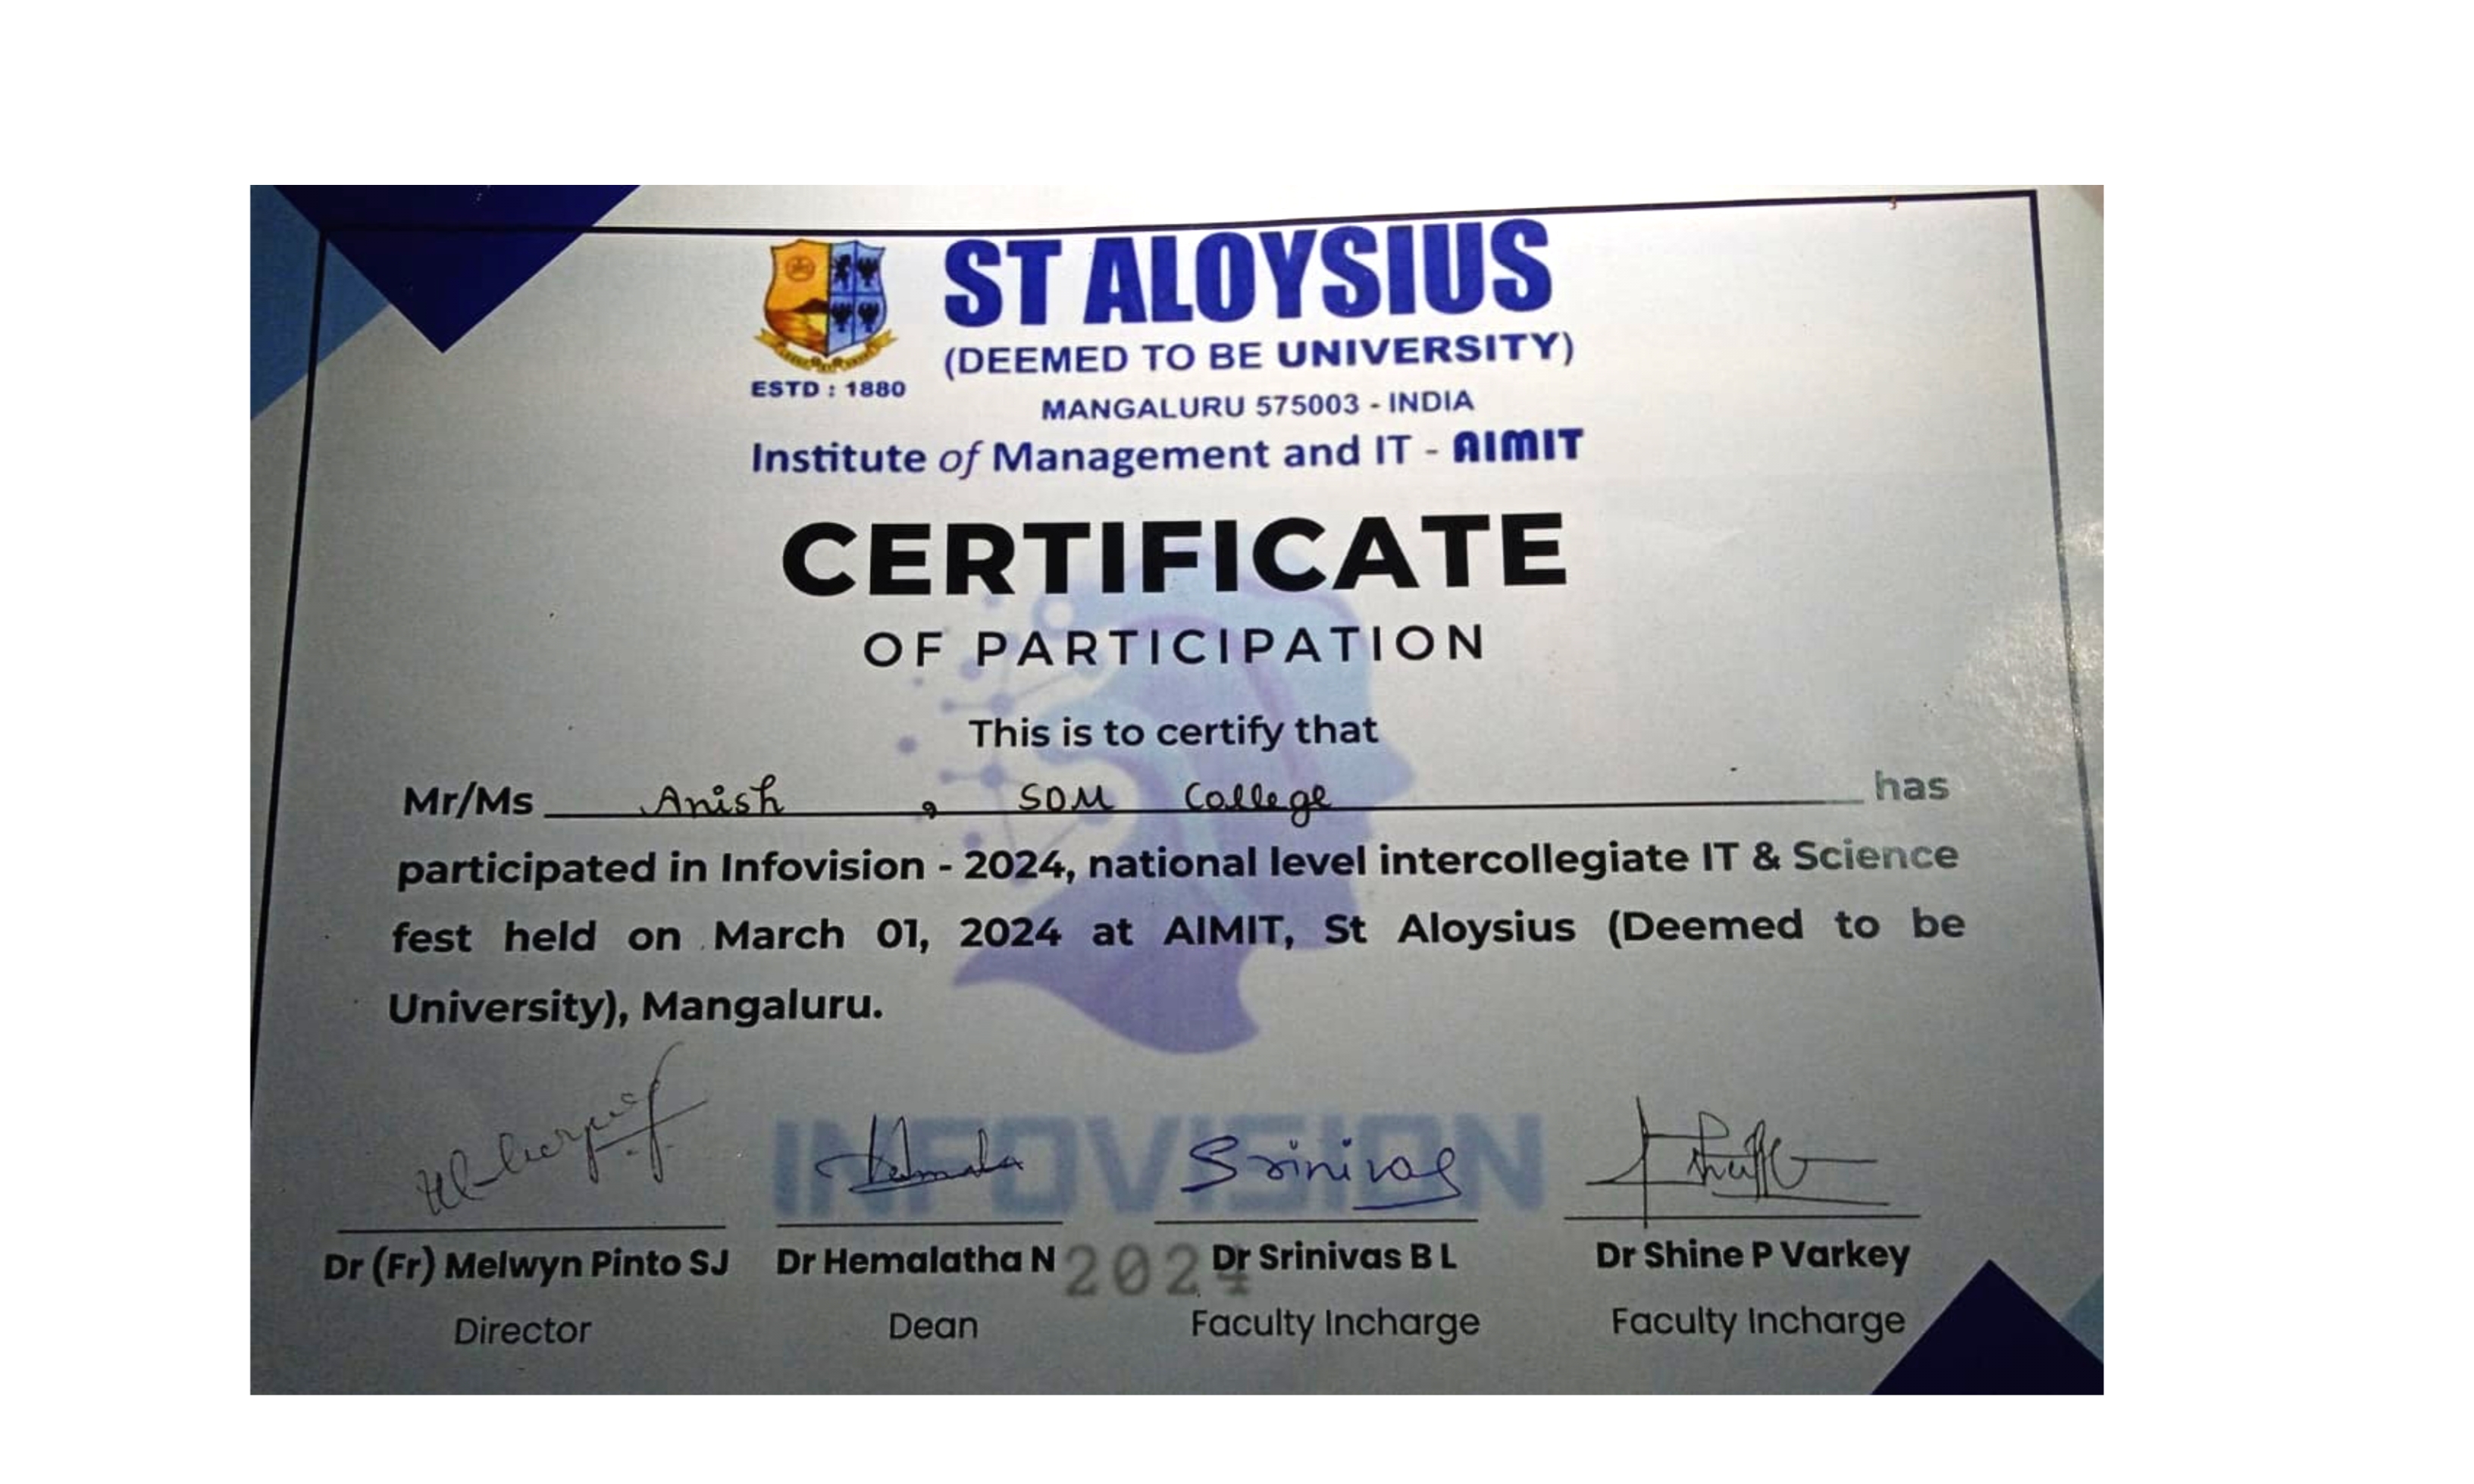 ST ALOYSIUS
(DEEMED TO BE UNIVERSITY)
ESTD : 1880
MANGALURU 575003 - INDIA
Institute of Management and IT - AIMIT
CERTIFICATE
OF PARTICIPATION
This is to certify that
Mr/Ms Anish , SDM College has
participated in Infovision - 2024, national level intercollegiate IT & Science
fest held on March 01, 2024 at AIMIT, St Aloysius (Deemed to be
University), Mangaluru.
INFOVISION
Srinivas
Dr (Fr) Melwyn Pinto SJ Dr Hemalatha N 2024 Dr Srinivas B L Dr Shine P Varkey
Director Dean Faculty Incharge Faculty Incharge